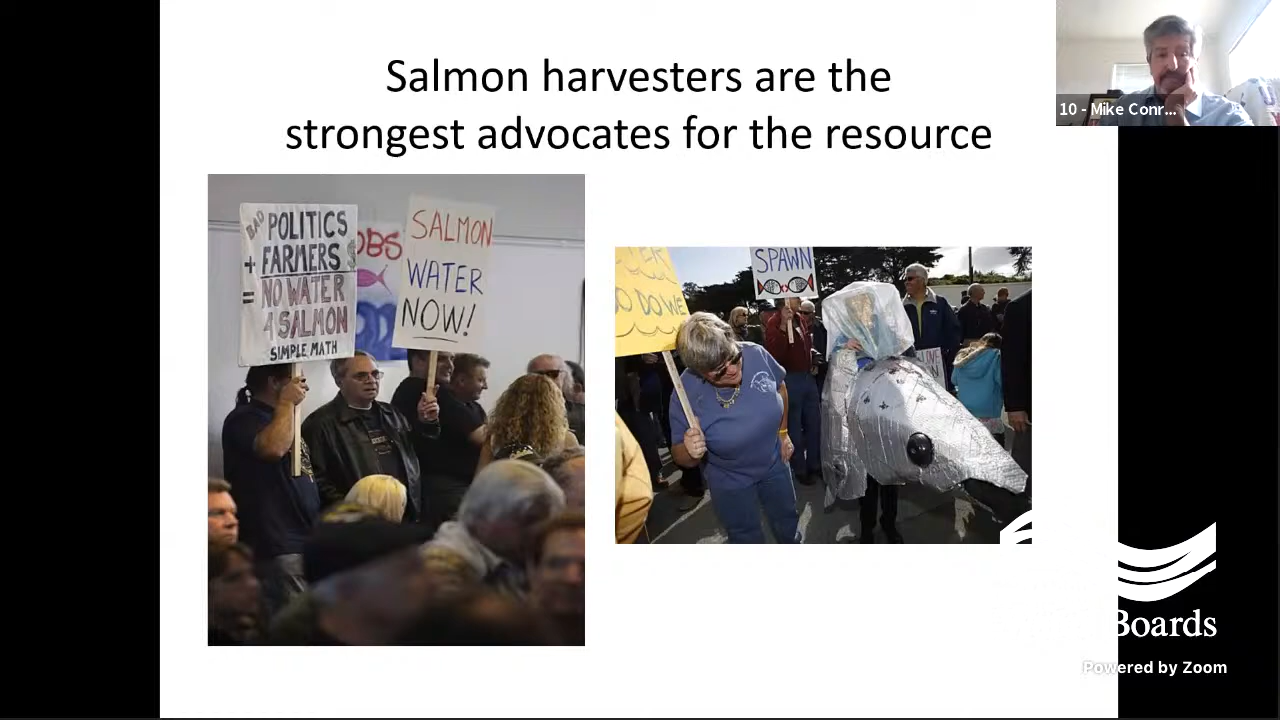 Salmon harvesters are the
strongest advocates for the resource
10 - Mike Conr...
BAD POLITICS
+ FARMERS
= NO WATER
4 SALMON
SIMPLE MATH
OBS
SALMON
WATER
NOW!
O DO WE
SPAWN
Boards
Powered by Zoom